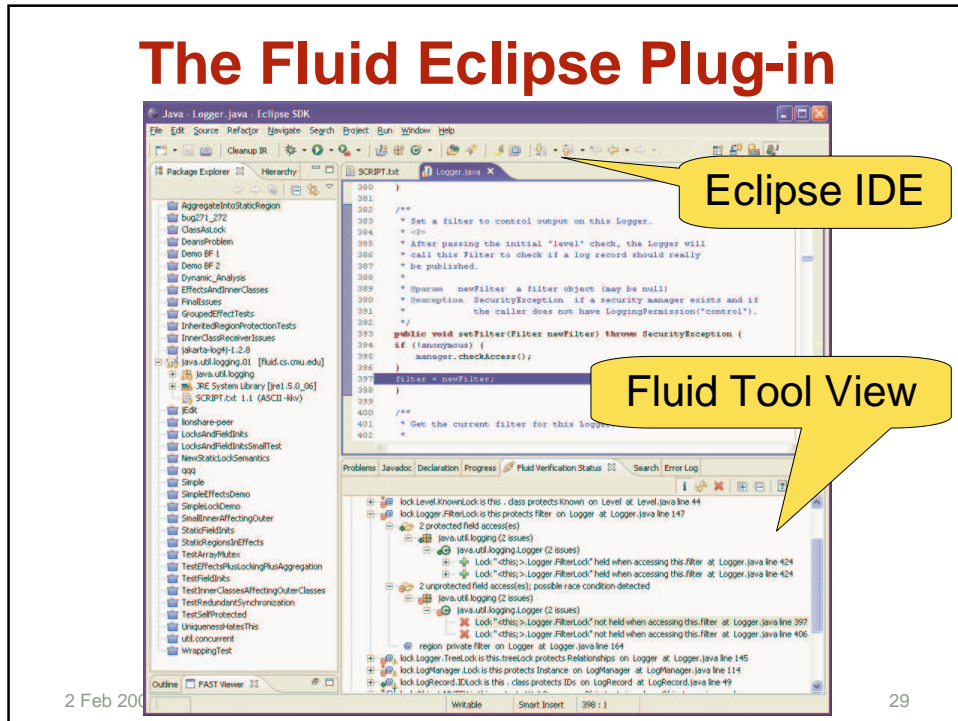 The Fluid Eclipse Plug-in
Java - Logger.java - Eclipse SDK
File Edit Source Refactor Navigate Search Project Run Window Help
Cleanup IR
Package Explorer Hierarchy
AggregateIntoStaticRegion
bug271_272
ClassAsLock
DeansProblem
Demo BF 1
Demo BF 2
Dynamic_Analysis
EffectsAndInnerClasses
FinalIssues
GroupedEffectTests
InheritedRegionProtectionTests
InnerClassReceiverIssues
jakarta-log4j-1.2.8
java.util.logging.01 [fluid.cs.cmu.edu]
java.util.logging
JRE System Library [jre1.5.0_06]
SCRIPT.txt 1.1 (ASCII -kkv)
jEdit
lionshare-peer
LocksAndFieldInits
LocksAndFieldInitsSmallTest
NewStaticLockSemantics
qqq
Simple
SimpleEffectsDemo
SimpleLockDemo
SmallInnerAffectingOuter
StaticFieldInits
StaticRegionsInEffects
TestArrayMutex
TestEffectsPlusLockingPlusAggregation
TestFieldInits
TestInnerClassesAffectingOuterClasses
TestRedundantSynchronization
TestSelfProtected
UniquenessHatesThis
util.concurrent
WrappingTest
Outline FAST Viewer
SCRIPT.txt Logger.java
380 }
381
382 /**
383 * Set a filter to control output on this Logger.
384 * <P>
385 * After passing the initial "level" check, the Logger will
386 * call this Filter to check if a log record should really
387 * be published.
388 *
389 * @param newFilter a filter object (may be null)
390 * @exception SecurityException if a security manager exists and if
391 * the caller does not have LoggingPermission("control").
392 */
393 public void setFilter(Filter newFilter) throws SecurityException {
394 if (!anonymous) {
395 manager.checkAccess();
396 }
397 filter = newFilter;
398 }
399
400 /**
401 * Get the current filter for this Logger.
402 *
Eclipse IDE
Fluid Tool View
Problems Javadoc Declaration Progress Fluid Verification Status Search Error Log
lock Level.KnownLock is this . class protects Known on Level at Level.java line 44
lock Logger.FilterLock is this protects filter on Logger at Logger.java line 147
2 protected field access(es)
java.util.logging (2 issues)
java.util.logging.Logger (2 issues)
Lock "<this;>.Logger.FilterLock" held when accessing this.filter at Logger.java line 424
Lock "<this;>.Logger.FilterLock" held when accessing this.filter at Logger.java line 424
2 unprotected field access(es); possible race condition detected
java.util.logging (2 issues)
java.util.logging.Logger (2 issues)
Lock "<this;>.Logger.FilterLock" not held when accessing this.filter at Logger.java line 397
Lock "<this;>.Logger.FilterLock" not held when accessing this.filter at Logger.java line 406
region private filter on Logger at Logger.java line 164
lock Logger.TreeLock is this.treeLock protects Relationships on Logger at Logger.java line 145
lock LogManager.Lock is this protects Instance on LogManager at LogManager.java line 114
lock LogRecord.IDLock is this . class protects IDs on LogRecord at LogRecord.java line 49
Writable Smart Insert 398 : 1
2 Feb 200
29